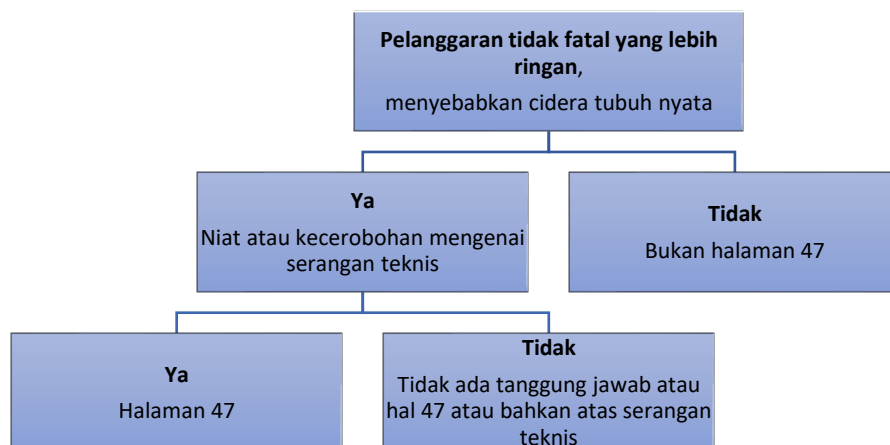 Pelanggaran tidak fatal yang lebih
ringan,
menyebabkan cidera tubuh nyata
Ya
Niat atau kecerobohan mengenai
serangan teknis
Tidak
Bukan halaman 47
Ya
Halaman 47
Tidak
Tidak ada tanggung jawab atau
hal 47 atau bahkan atas serangan
teknis